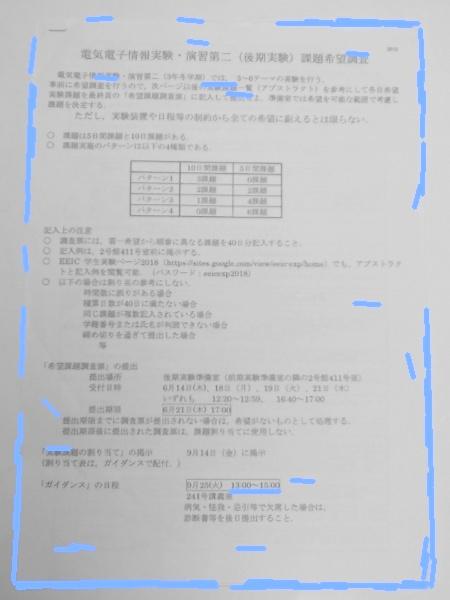 電気電子情報実験・演習第二（後期実験）課題希望調査
電気電子情報実験・演習第二（3年冬学期）では、5〜6テーマの実験を行う。
事前に希望調査を行うので、次ページ以後の実験課題一覧（アブストラクト）を参考にして各自希望
実験課題を最終頁の「希望課題調査票」に記入して提出せよ。準備室では希望を可能な範囲で考慮し
課題を決定する。
ただし、実験装置や日程等の制約から全ての希望に副えるとは限らない．
○ 課題は5日間課題と10日間課題がある.
○ 課題実施のパターンは以下の4種類である.
10日間課題 5日間課題
パターン1 3課題 0課題
パターン2 2課題 2課題
パターン3 1課題 4課題
パターン4 0課題 6課題
記入上の注意
○ 調査票には、第一希望から順番に異なる課題を40日分記入すること．
○ 記入例は、2号館411号室前に掲示する
○ EEIC 学生実験ページ2018（https://sites.google.com/view/eeicexp/home）でも、アブストラク
トと記入例を閲覧可能．（パスワード：eeicexp2018）
○ 以下の場合は割り振の参考にしない．
時間数に誤りがある場合
積算日数が40日に満たない場合
同じ課題が複数記入されている場合
学籍番号または氏名が判別できない場合
締め切りを過ぎて提出した場合
等
「希望課題調査票」の提出
提出場所 後期実験準備室（前期実験準備室の隣の2号館411号室）
受付日時 6月14日(木)、18日（月）、19日（火）、21日（木）
いずれも 12:20〜12:59, 16:40〜17:00
提出期限 6月21日(木) 17:00
提出期限までに調査票が提出されない場合は、希望がないものとして処理する.
提出期限後に提出された調査票は、課題割り当てに使用しない.
「実験課題の割り当て」の掲示 9月14日（金）に掲示
(割り当て表は、ガイダンスで配付．)
「ガイダンス」の日程 9月25(火) 13:00〜15:00
241号講義室
病気・怪我・忌引等で欠席した場合は、
診断書等を後日提出すること．